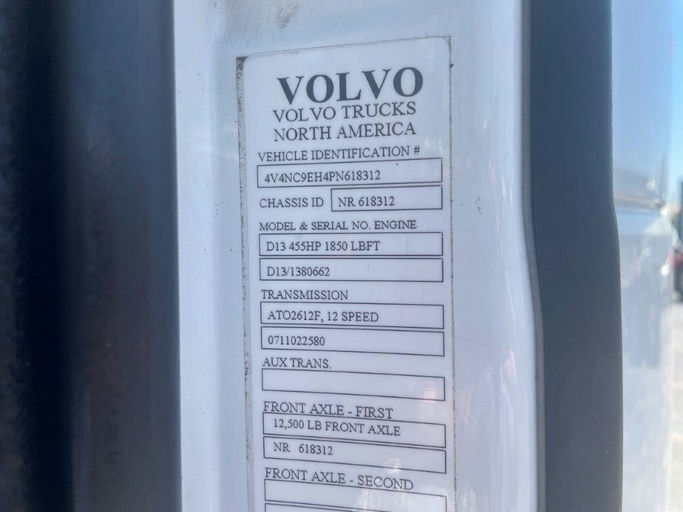 VOLVO
VOLVO TRUCKS
NORTH AMERICA
VEHICLE IDENTIFICATION #
4V4NC9EH4PN618312
CHASSIS ID NR 618312
MODEL & SERIAL NO. ENGINE
D13 455HP 1850 LBFT
D13/1380662
TRANSMISSION
ATO2612F, 12 SPEED
0711022580
AUX TRANS.
FRONT AXLE - FIRST
12,500 LB FRONT AXLE
NR 618312
FRONT AXLE - SECOND